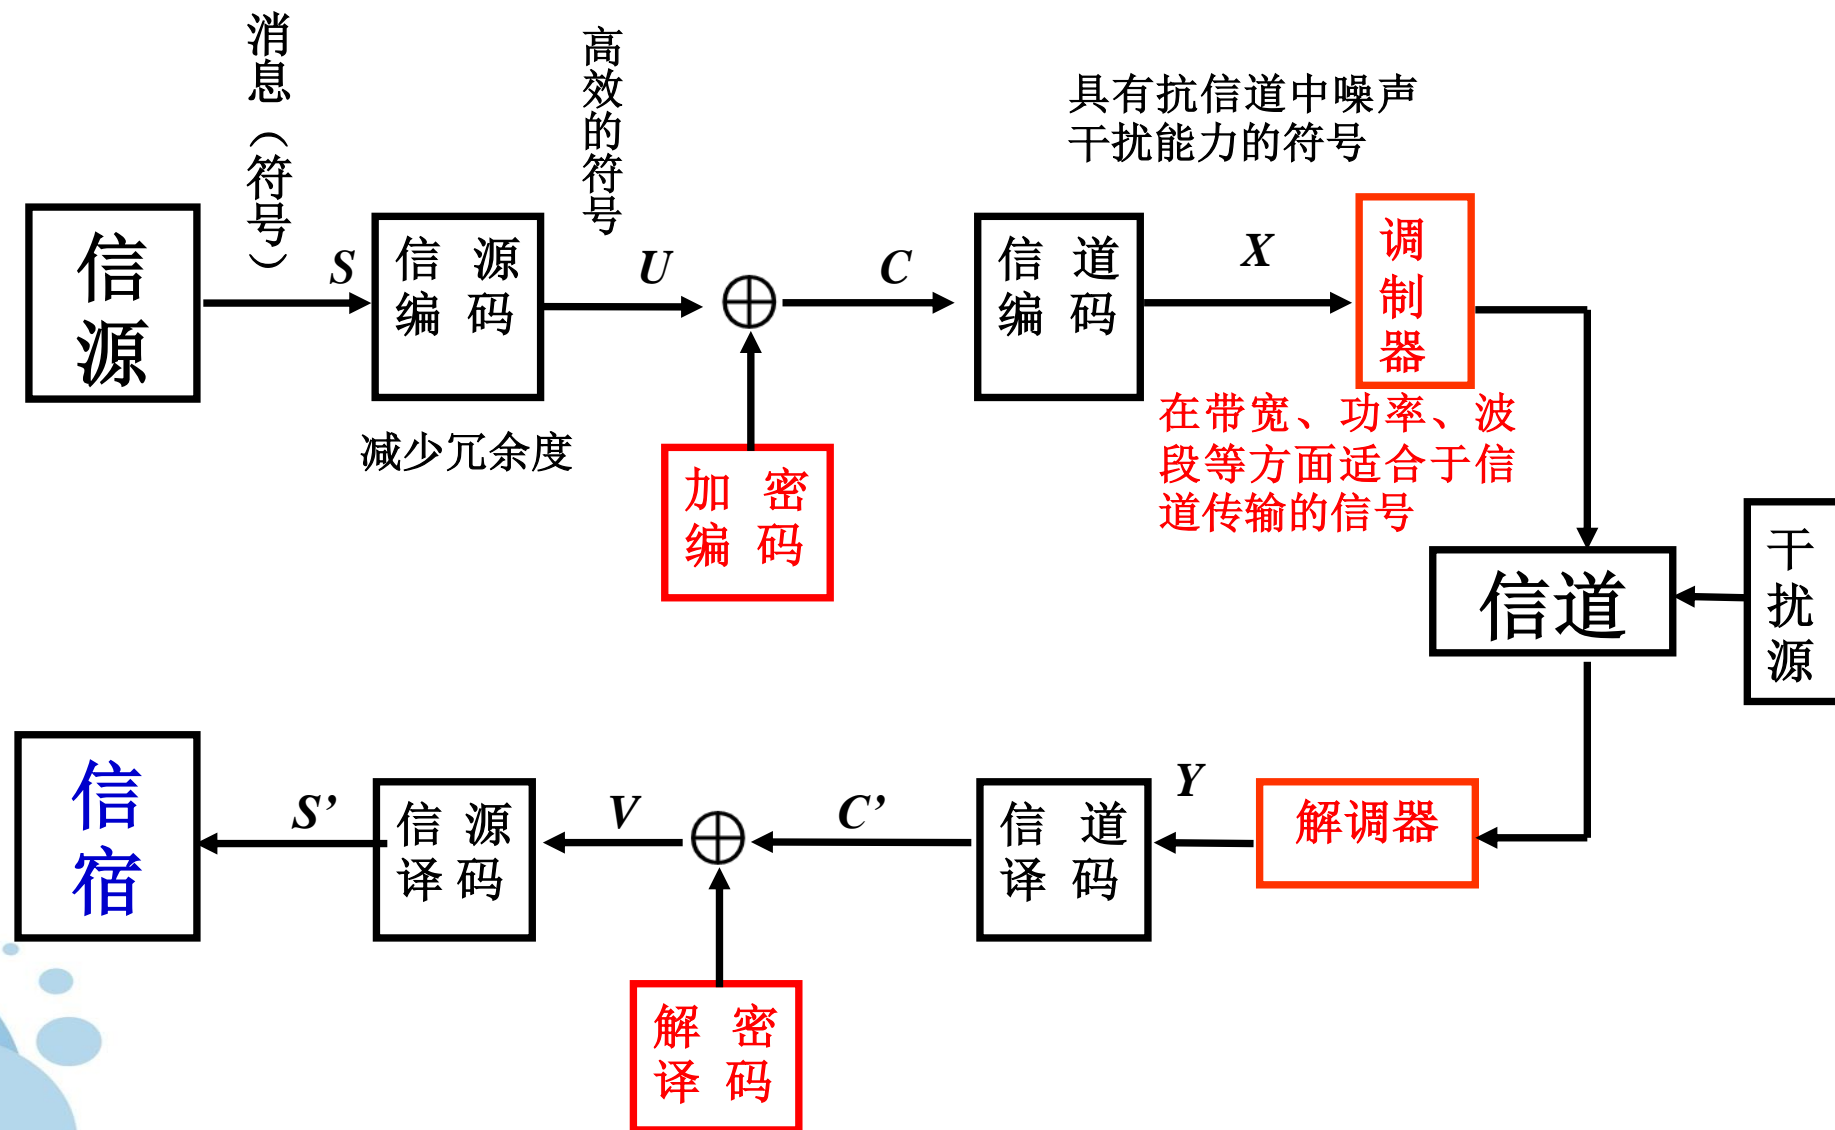 消息（符号）
高效的符号
具有抗信道中噪声
干扰能力的符号
信
源
S
信 源
编 码
U
C
信 道
编 码
X
调
制
器
减少冗余度
加 密
编 码
在带宽、功率、波
段等方面适合于信
道传输的信号
信道
干
扰
源
信
宿
S’
信 源
译 码
V
C’
信 道
译 码
Y
解调器
解 密
译 码